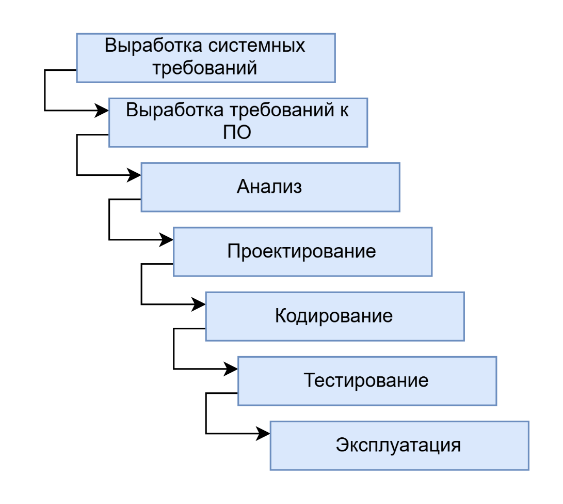 Выработка системных
требований
Выработка требований к
ПО
Анализ
Проектирование
Кодирование
Тестирование
Эксплуатация